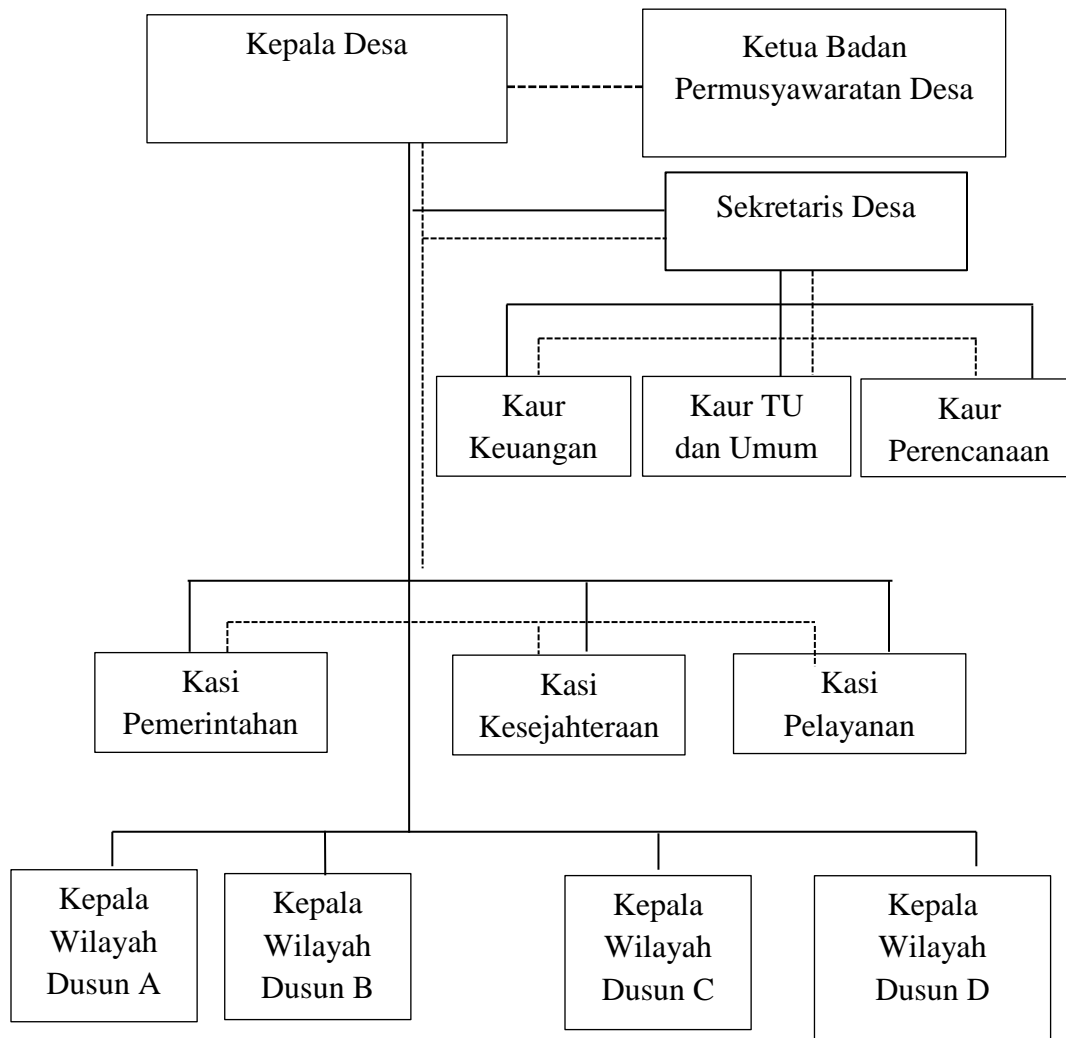 Kepala Desa
Ketua Badan
Permusyawaratan Desa
Sekretaris Desa
Kaur
Keuangan
Kaur TU
dan Umum
Kaur
Perencanaan
Kasi
Pemerintahan
Kasi
Kesejahteraan
Kasi
Pelayanan
Kepala
Wilayah
Dusun A
Kepala
Wilayah
Dusun B
Kepala
Wilayah
Dusun C
Kepala
Wilayah
Dusun D